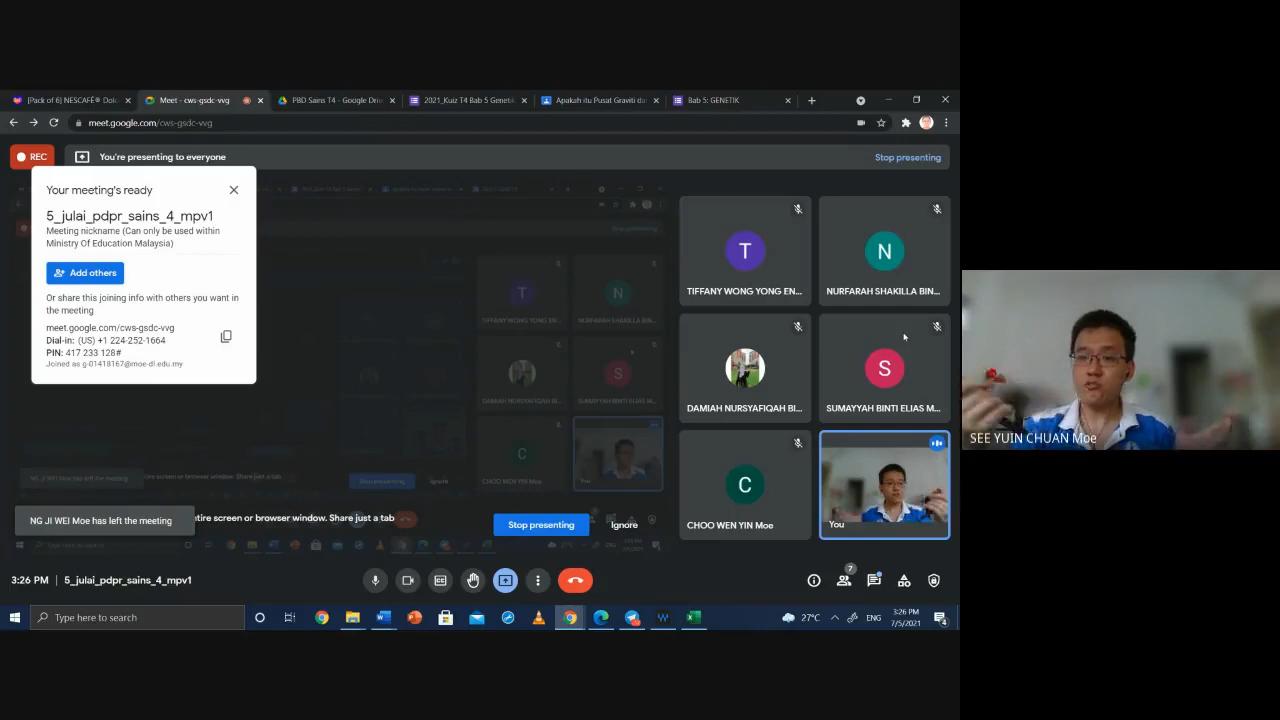 [Pack of 6] NESCAFÉ® Dol
Meet - cws-gsdc-vvg
PBD Sains T4 - Google Driv
2021_Kuiz T4 Bab 5 Genetik
Apakah itu Pusat Graviti da
Bab 5: GENETIK
meet.google.com/cws-gsdc-vvg
REC
You're presenting to everyone
Stop presenting
Your meeting's ready
5_julai_pdpr_sains_4_mpv1
Meeting nickname (Can only be used within
Ministry Of Education Malaysia)
Add others
Or share this joining info with others you want in
the meeting
meet.google.com/cws-gsdc-vvg
Dial-in: (US) +1 224-252-1664
PIN: 417 233 128#
Joined as g-01418167@moe-dl.edu.my
T
TIFFANY WONG YONG EN...
N
NURFARAH SHAKILLA BIN...
DAMIAH NURSYAFIQAH BI...
S
SUMAYYAH BINTI ELIAS M...
C
CHOO WEN YIN Moe
You
SEE YUIN CHUAN Moe
NG JI WEI Moe has left the meeting
ntire screen or browser window. Share just a tab
Stop presenting
Ignore
3:26 PM | 5_julai_pdpr_sains_4_mpv1
7
Type here to search
27°C
ENG
3:26 PM
7/5/2021
4